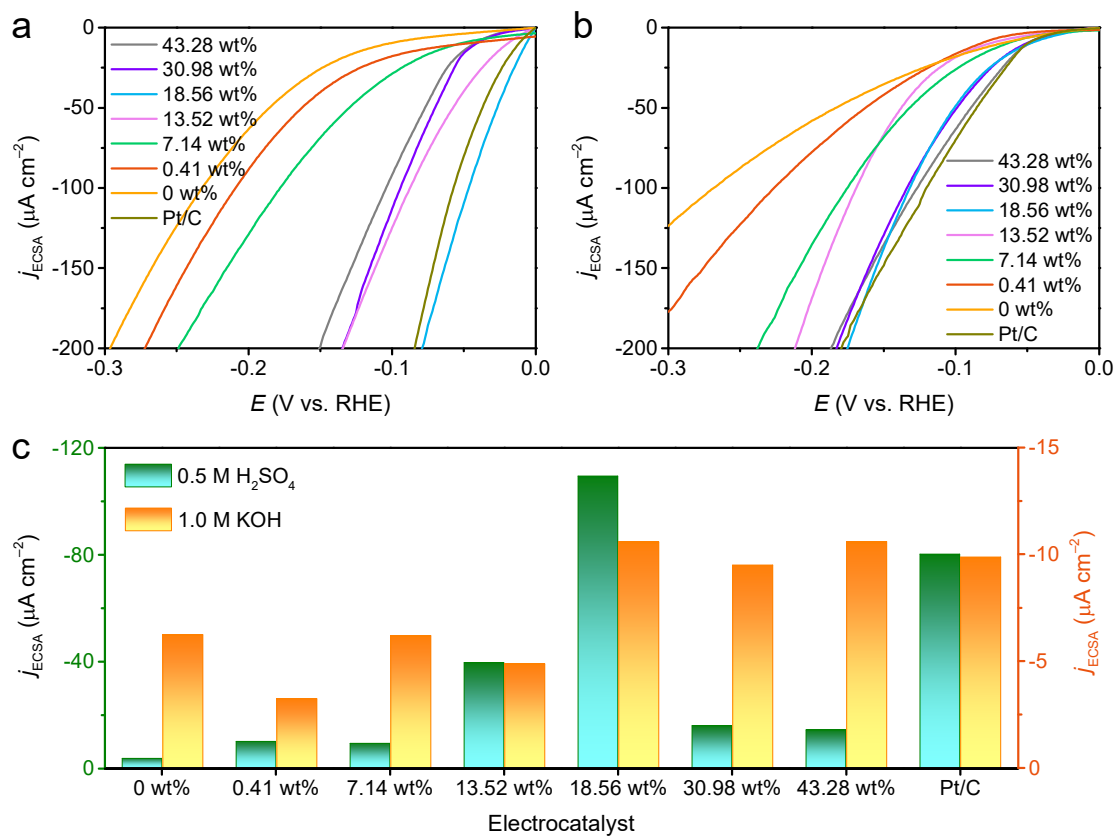 a
0
-50
-100
-150
-200
-0.3
-0.2
-0.1
0.0
j_ECSA (μA cm⁻²)
E (V vs. RHE)
43.28 wt%
30.98 wt%
18.56 wt%
13.52 wt%
7.14 wt%
0.41 wt%
0 wt%
Pt/C
b
0
-50
-100
-150
-200
-0.3
-0.2
-0.1
0.0
j_ECSA (μA cm⁻²)
E (V vs. RHE)
43.28 wt%
30.98 wt%
18.56 wt%
13.52 wt%
7.14 wt%
0.41 wt%
0 wt%
Pt/C
c
-120
-80
-40
0
j_ECSA (μA cm⁻²)
0.5 M H₂SO₄
1.0 M KOH
-15
-10
-5
0
j_ECSA (μA cm⁻²)
0 wt%
0.41 wt%
7.14 wt%
13.52 wt%
18.56 wt%
30.98 wt%
43.28 wt%
Pt/C
Electrocatalyst